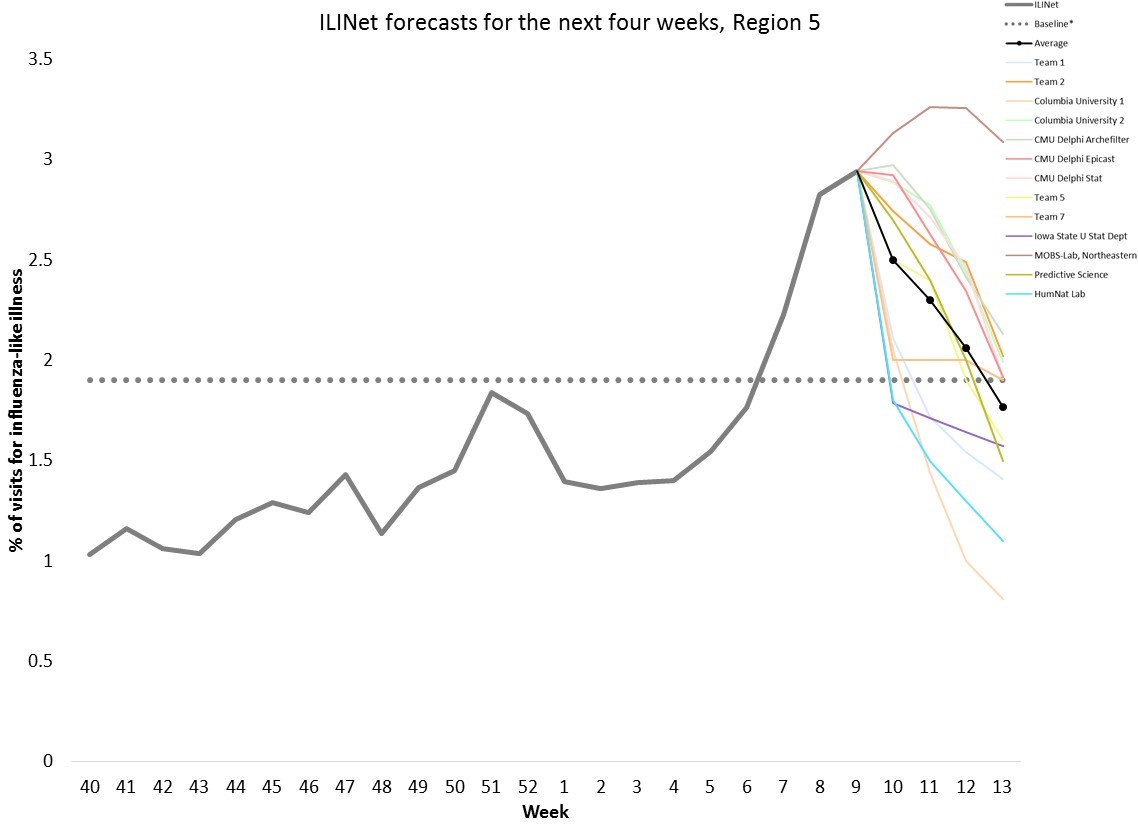 ILINet forecasts for the next four weeks, Region 5
ILINet
Baseline*
Average
Team 1
Team 2
Columbia University 1
Columbia University 2
CMU Delphi Archefilter
CMU Delphi Epicast
CMU Delphi Stat
Team 5
Team 7
Iowa State U Stat Dept
MOBS-Lab, Northeastern
Predictive Science
HumNat Lab
% of visits for influenza-like illness
3.5
3
2.5
2
1.5
1
0.5
0
40 41 42 43 44 45 46 47 48 49 50 51 52 1 2 3 4 5 6 7 8 9 10 11 12 13
Week